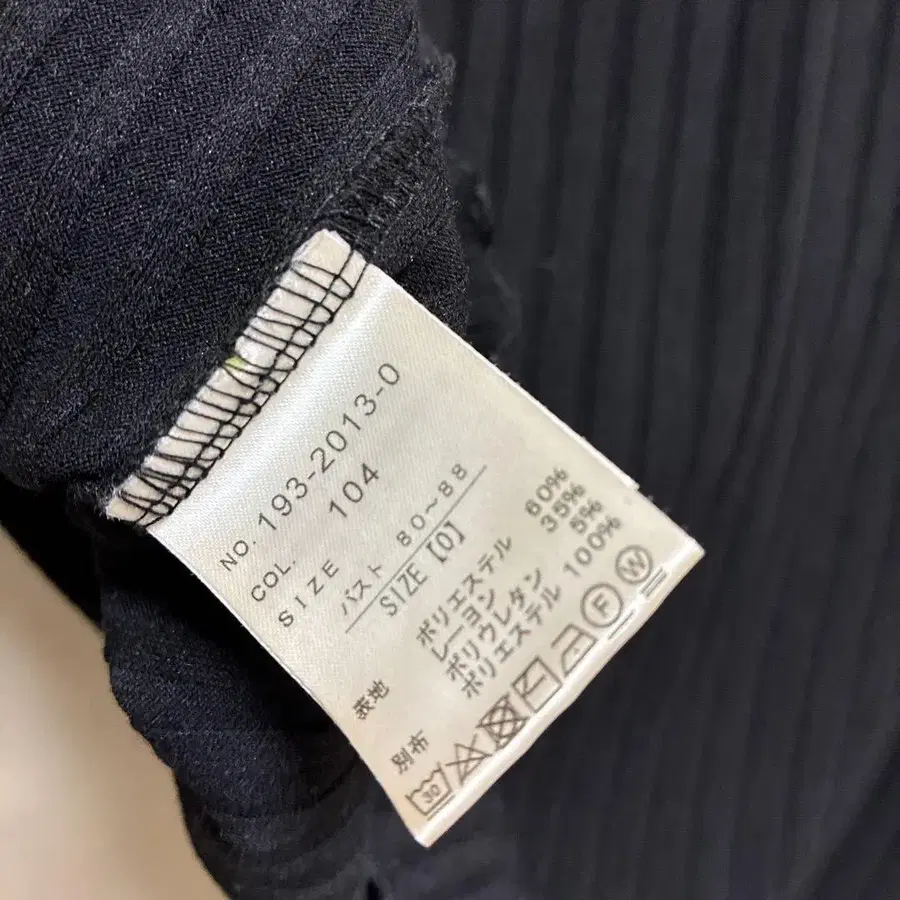 NO. 193-2013-0
COL. 104
SIZE
バスト 80~88
SIZE [0]
表地 ポリエステル 60%
レーヨン 35%
ポリウレタン 5%
別布 ポリエステル 100%
30 F W